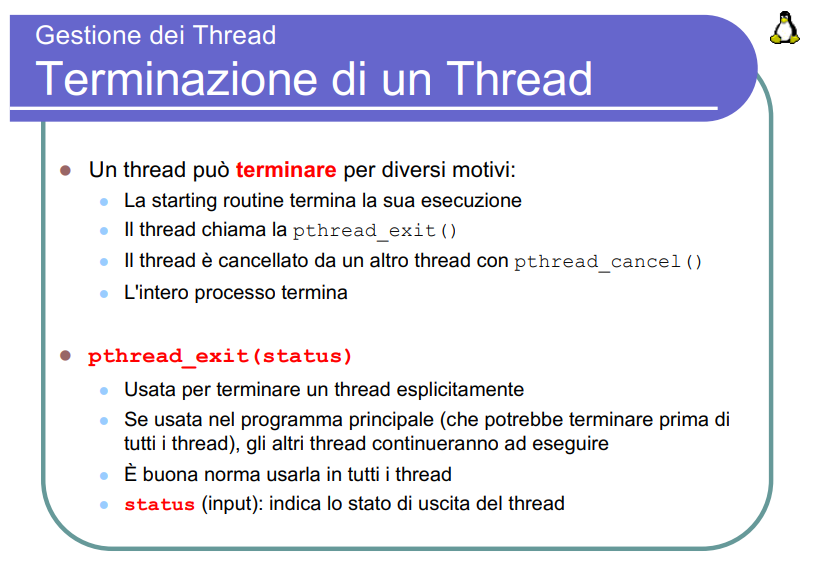 Gestione dei Thread
Terminazione di un Thread
Un thread può terminare per diversi motivi:
La starting routine termina la sua esecuzione
Il thread chiama la pthread_exit()
Il thread è cancellato da un altro thread con pthread_cancel()
L'intero processo termina
pthread_exit(status)
Usata per terminare un thread esplicitamente
Se usata nel programma principale (che potrebbe terminare prima di
tutti i thread), gli altri thread continueranno ad eseguire
È buona norma usarla in tutti i thread
status (input): indica lo stato di uscita del thread